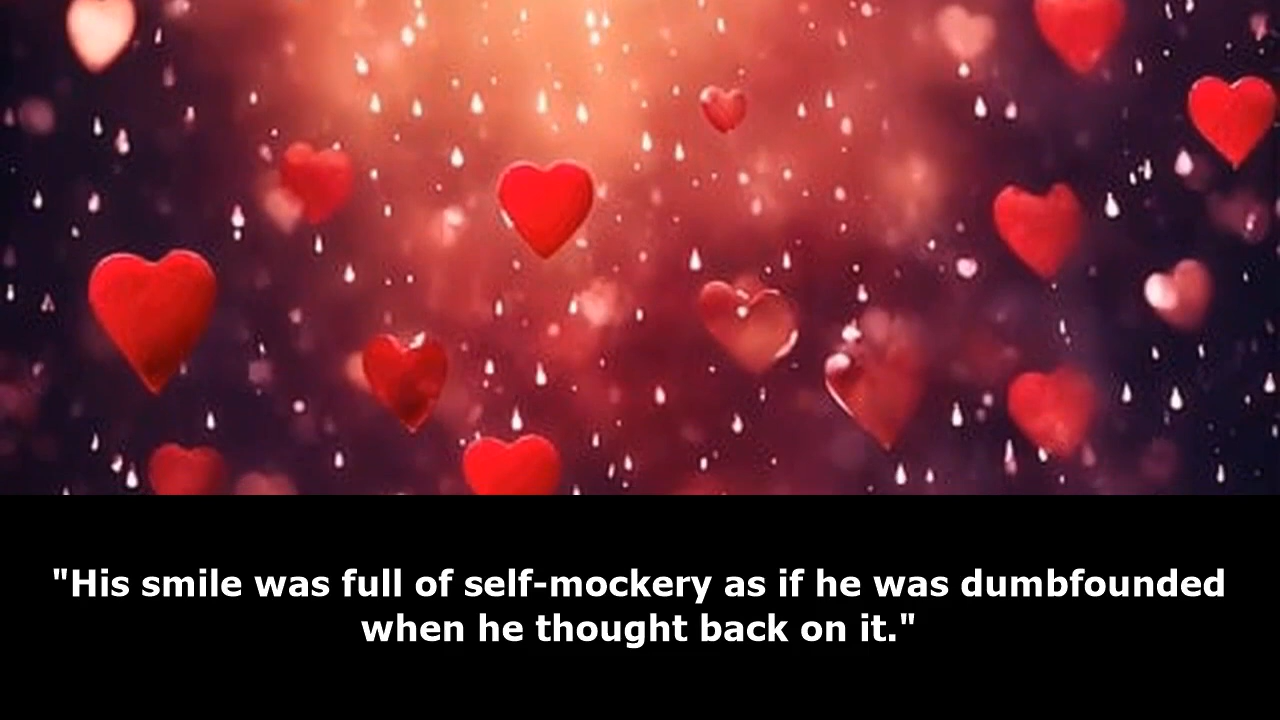 "His smile was full of self-mockery as if he was dumbfounded
when he thought back on it."